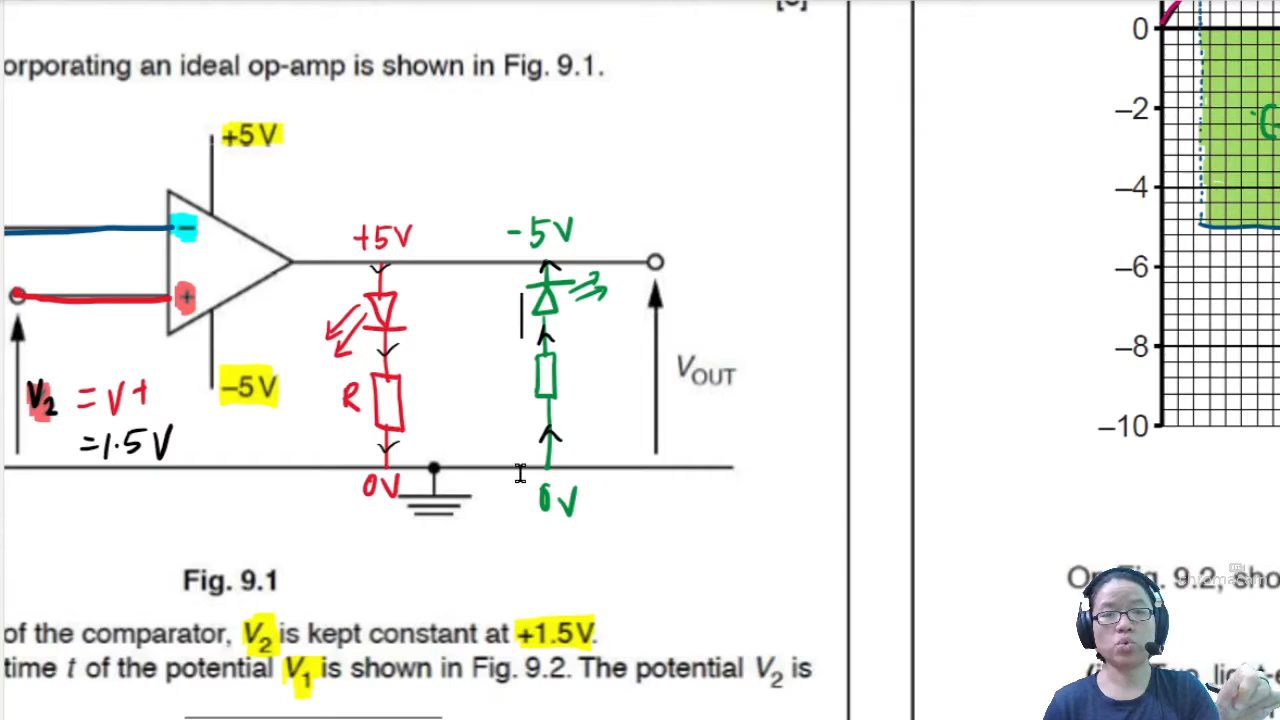 [8]
orporating an ideal op-amp is shown in Fig. 9.1.
+5 V
−
+
–5 V
+5V
-5V
R
0V
0V
V2 = V+
=1.5V
VOUT
Fig. 9.1
of the comparator, V2 is kept constant at +1.5 V.
time t of the potential V1 is shown in Fig. 9.2. The potential V2 is
0
–2
–4
–6
–8
–10
On Fig. 9.2, sho